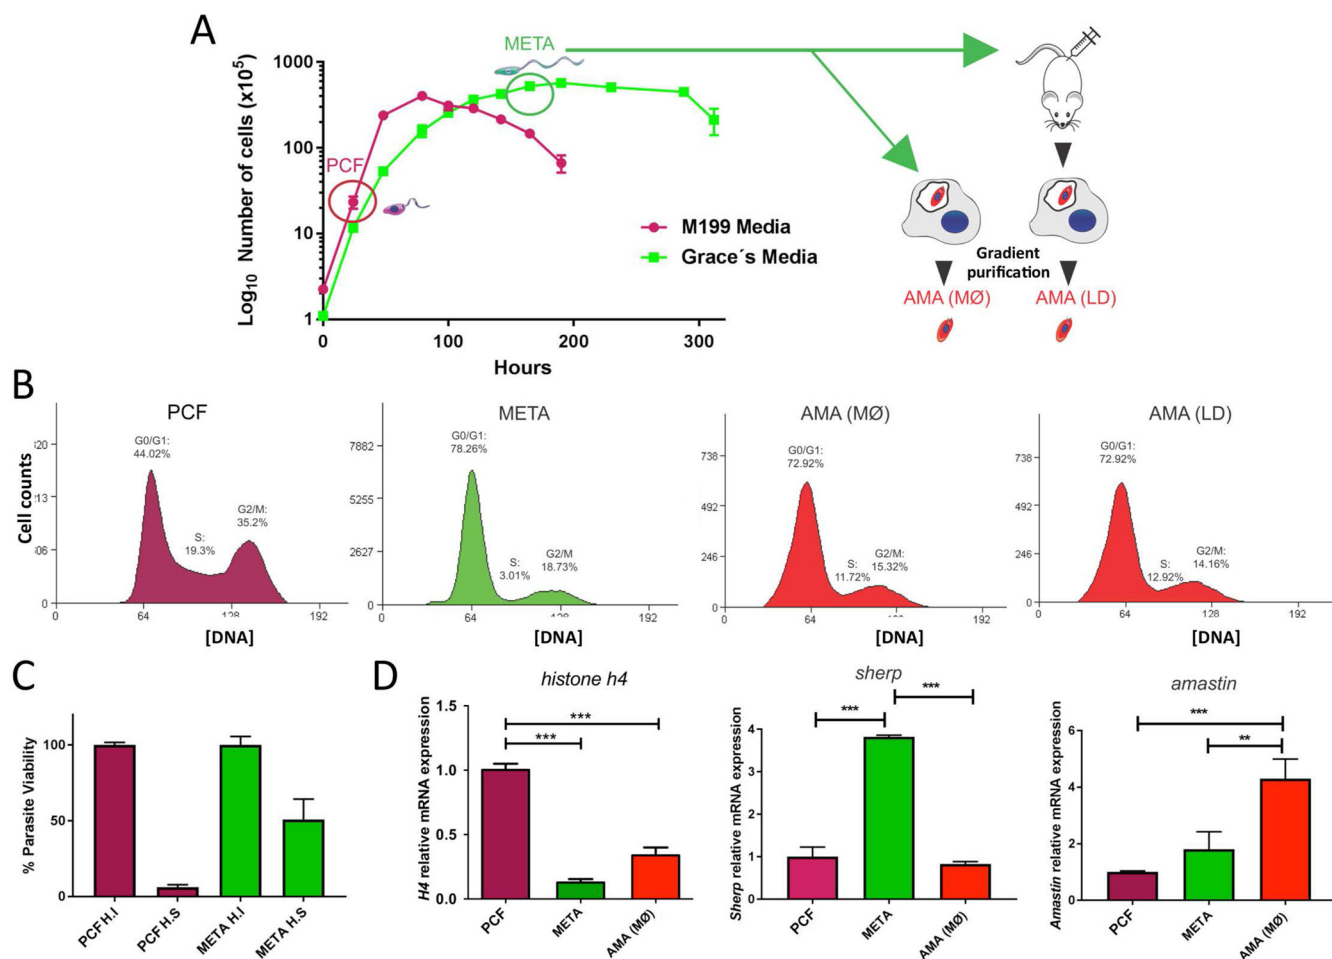 A
META
1000
100
10
1
Log10 Number of cells (x10⁵)
PCF
M199 Media
Grace´s Media
0
100
200
300
Hours
Gradient
purification
AMA (MØ)
AMA (LD)
B
PCF
G0/G1:
44.02%
S:
19.3%
G2/M:
35.2%
Cell counts
0
64
128
192
[DNA]
META
7882
5255
2627
0
G0/G1:
78.26%
S:
3.01%
G2/M
18.73%
64
192
[DNA]
AMA (MØ)
738
492
246
0
G0/G1:
72.92%
S:
11.72%
G2/M:
15.32%
64
128
192
[DNA]
AMA (LD)
738
492
246
0
G0/G1:
72.92%
S:
12.92%
G2/M:
14.16%
0
64
128
192
[DNA]
C
% Parasite Viability
100
50
0
PCF H.I
PCF H.S
META H.I
META H.S
D
histone h4
H4 relative mRNA expression
1.5
1.0
0.5
0.0
***
***
PCF
META
AMA (MØ)
sherp
Sherp relative mRNA expression
4
3
2
1
0
***
***
PCF
META
AMA (MØ)
amastin
Amastin relative mRNA expression
6
4
2
0
***
**
PCF
META
AMA (MØ)